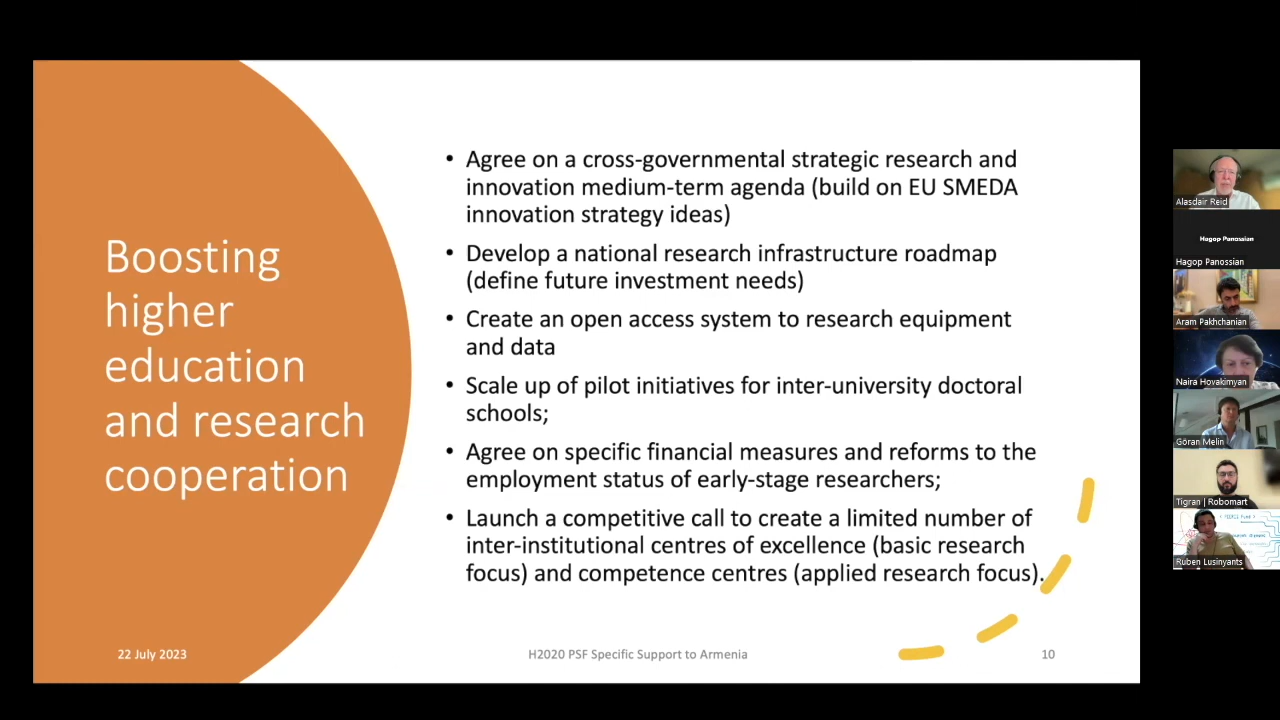 Boosting
higher
education
and research
cooperation
• Agree on a cross-governmental strategic research and
innovation medium-term agenda (build on EU SMEDA
innovation strategy ideas)
• Develop a national research infrastructure roadmap
(define future investment needs)
• Create an open access system to research equipment
and data
• Scale up of pilot initiatives for inter-university doctoral
schools;
• Agree on specific financial measures and reforms to the
employment status of early-stage researchers;
• Launch a competitive call to create a limited number of
inter-institutional centres of excellence (basic research
focus) and competence centres (applied research focus).
22 July 2023
H2020 PSF Specific Support to Armenia
10
Alasdair Reid
Hagop Panossian
Hagop Panossian
Aram Pakhchanian
Naira Hovakimyan
Göran Melin
Tigran | Robomart
Ruben Lusinyants